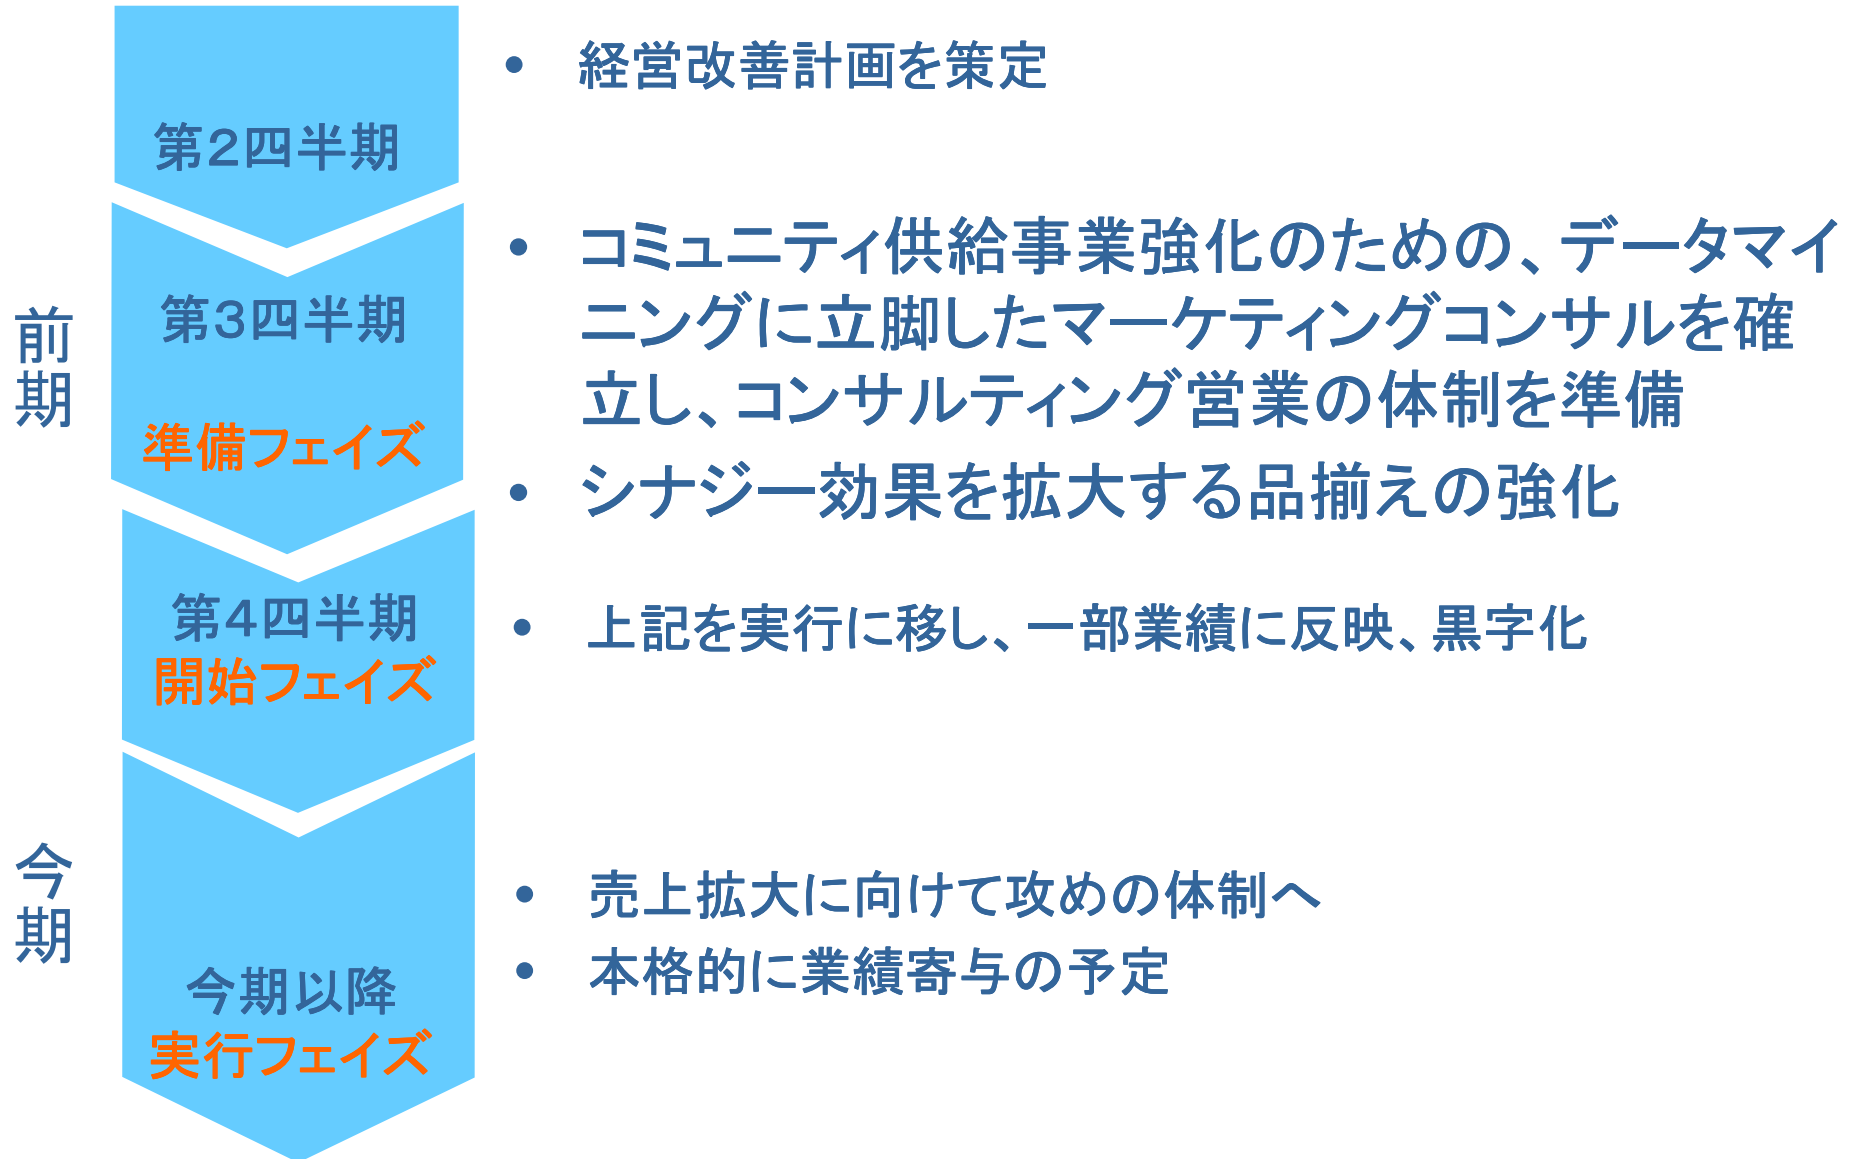 前期
第２四半期
• 経営改善計画を策定
第３四半期
準備フェイズ
• コミュニティ供給事業強化のための、データマイ
ニングに立脚したマーケティングコンサルを確
立し、コンサルティング営業の体制を準備
• シナジー効果を拡大する品揃えの強化
第４四半期
開始フェイズ
• 上記を実行に移し、一部業績に反映、黒字化
今期
今期以降
実行フェイズ
• 売上拡大に向けて攻めの体制へ
• 本格的に業績寄与の予定